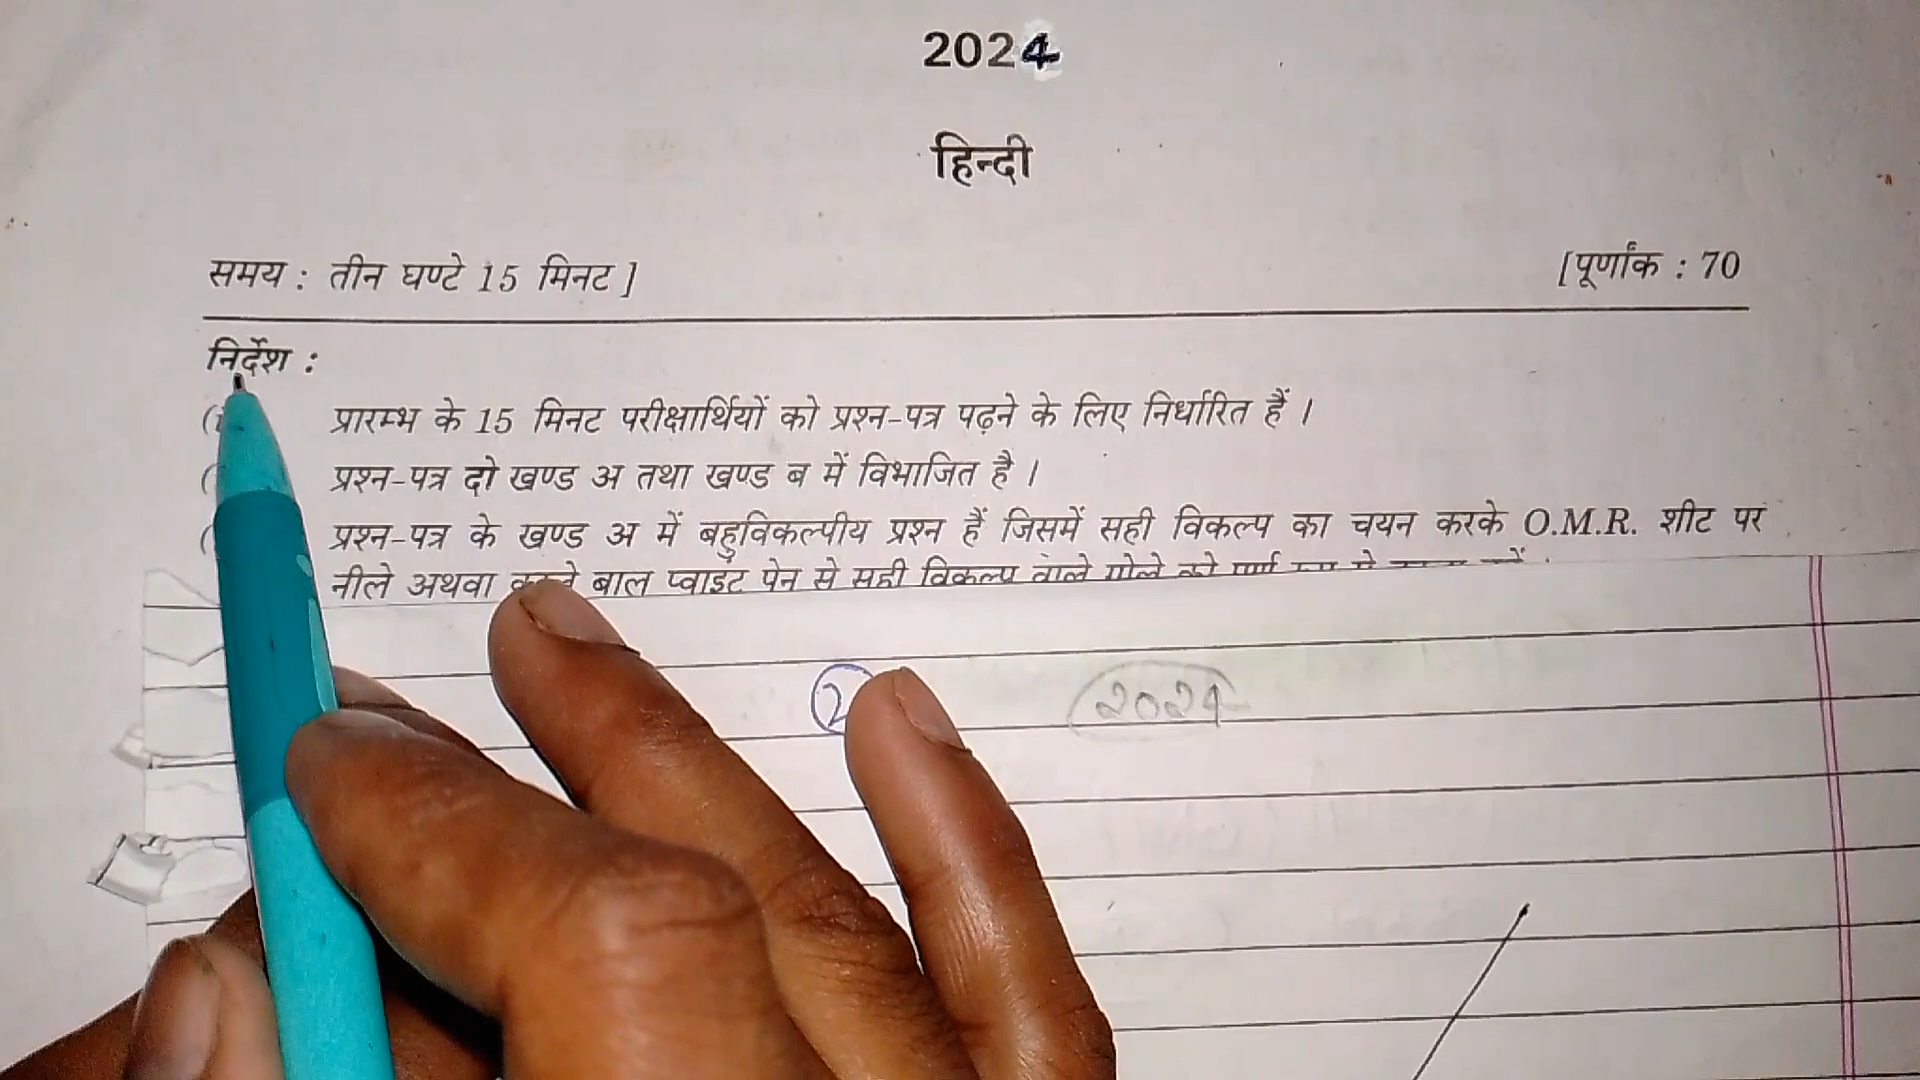 2024
हिन्दी
समय : तीन घण्टे 15 मिनट ] [पूर्णांक : 70
निर्देश :
प्रारम्भ के 15 मिनट परीक्षार्थियों को प्रश्न-पत्र पढ़ने के लिए निर्धारित हैं ।
प्रश्न-पत्र दो खण्ड अ तथा खण्ड ब में विभाजित है ।
प्रश्न-पत्र के खण्ड अ में बहुविकल्पीय प्रश्न हैं जिसमें सही विकल्प का चयन करके O.M.R. शीट पर
नीले अथवा बाल प्वाइंट पेन से सही विकल्प वाले गोले को पूर्ण
2 2024